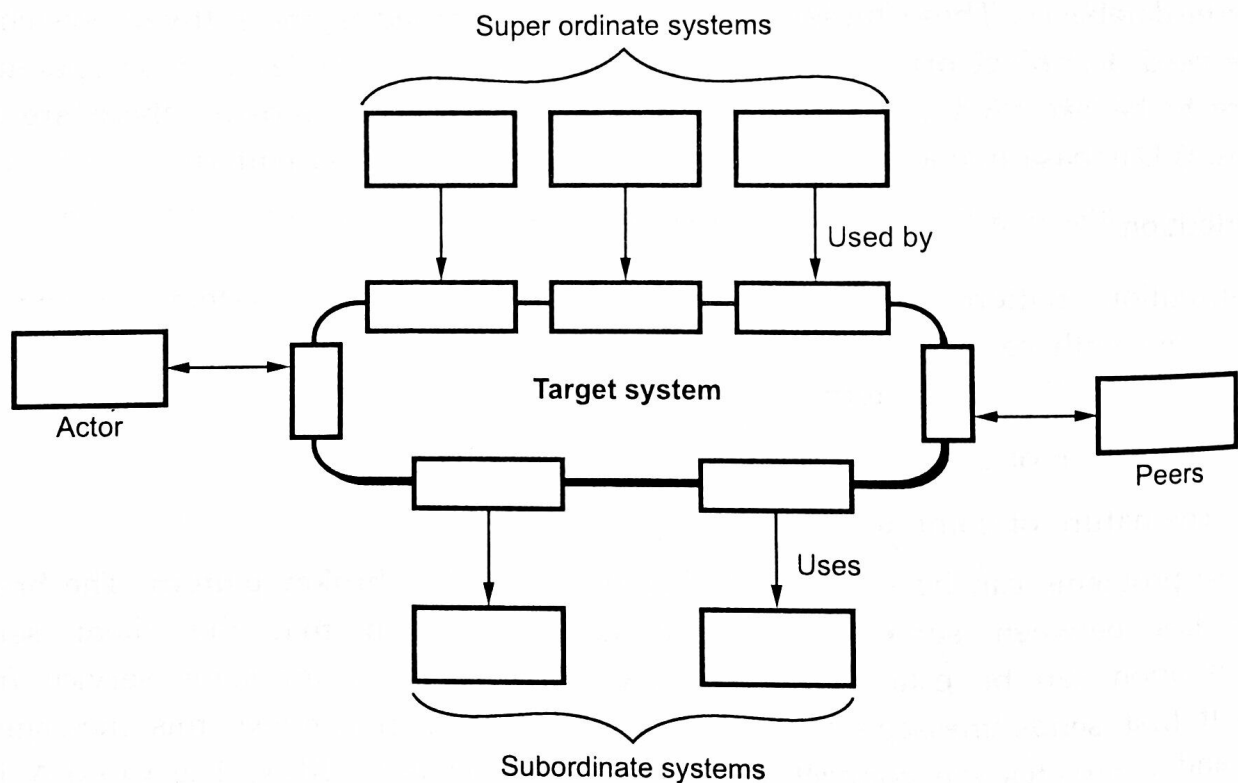 Super ordinate systems
Used by
Target system
Actor
Peers
Uses
Subordinate systems